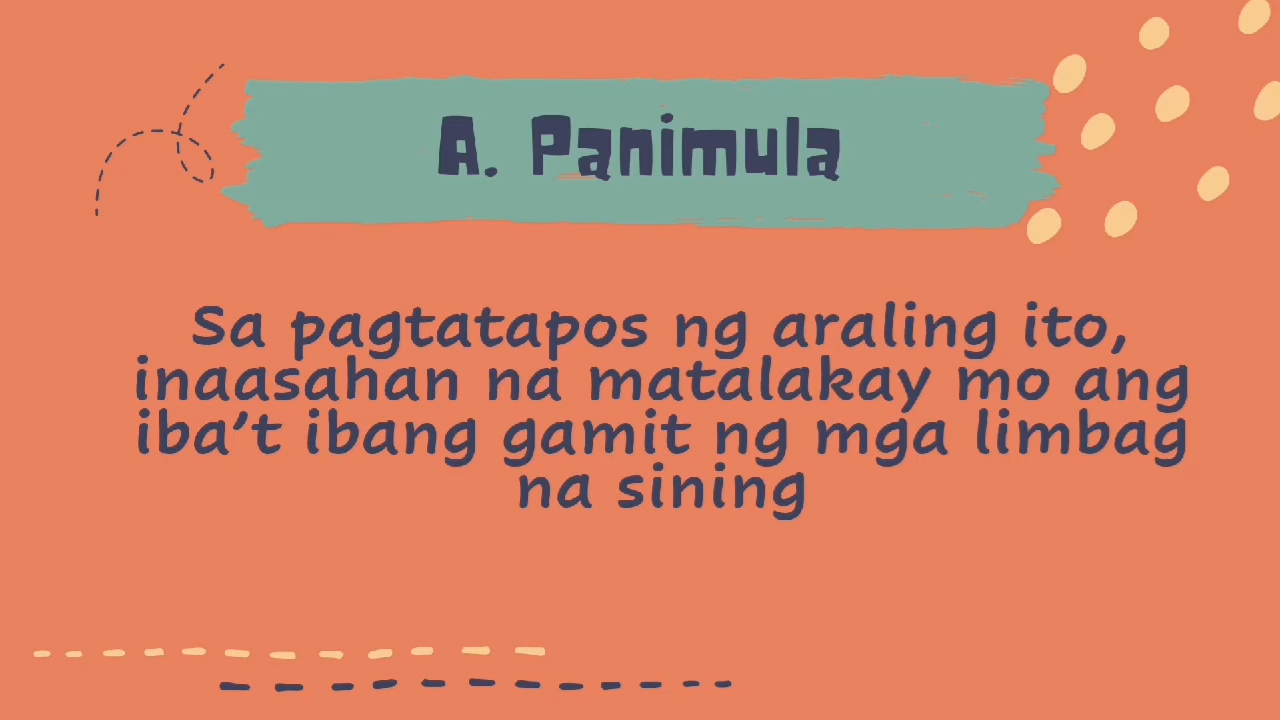 A. Panimula
Sa pagtatapos ng araling ito,
inaasahan na matalakay mo ang
iba’t ibang gamit ng mga limbag
na sining